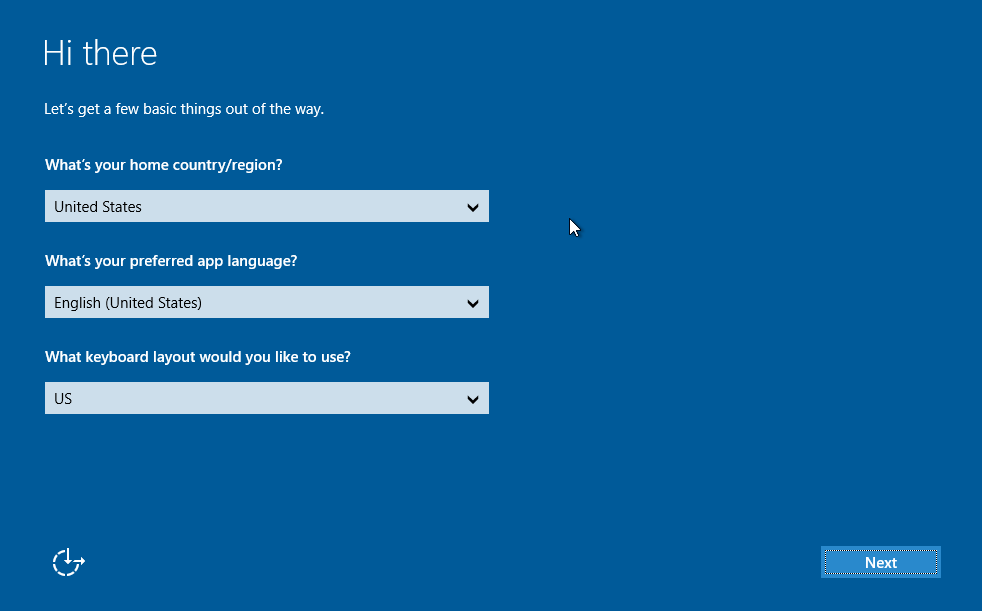 Hi there
Let's get a few basic things out of the way.
What's your home country/region?
United States
What's your preferred app language?
English (United States)
What keyboard layout would you like to use?
US
Next